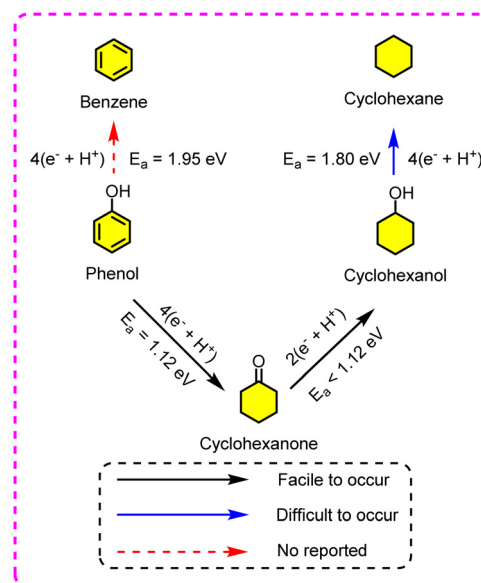 Benzene
Cyclohexane
4(e⁻ + H⁺) Eₐ = 1.95 eV
Eₐ = 1.80 eV 4(e⁻ + H⁺)
OH
OH
Phenol
Cyclohexanol
4(e⁻ + H⁺)
Eₐ = 1.12 eV
2(e⁻ + H⁺)
Eₐ < 1.12 eV
O
Cyclohexanone
Facile to occur
Difficult to occur
No reported